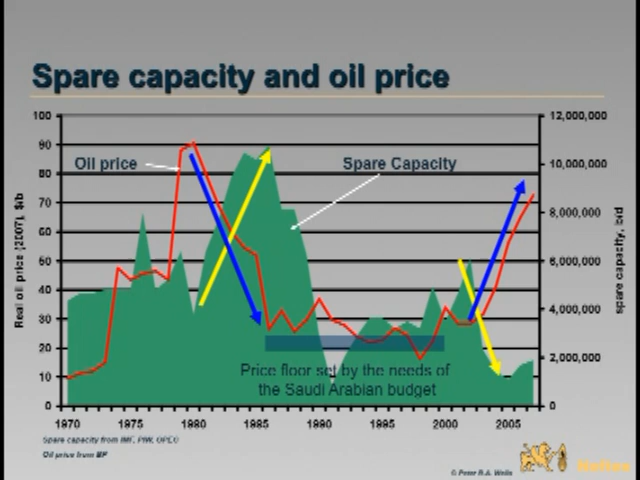 Spare capacity and oil price
100
90
80
70
60
50
40
30
20
10
0
Real oil price (2007), $/b
12,000,000
10,000,000
8,000,000
6,000,000
4,000,000
2,000,000
0
spare capacity, b/d
Oil price
Spare Capacity
Price floor set by the needs of
the Saudi Arabian budget
1970 1975 1980 1985 1990 1995 2000 2005
Spare capacity from IMF, PIW, OPEC
Oil price from BP
© Peter R.A. Wells